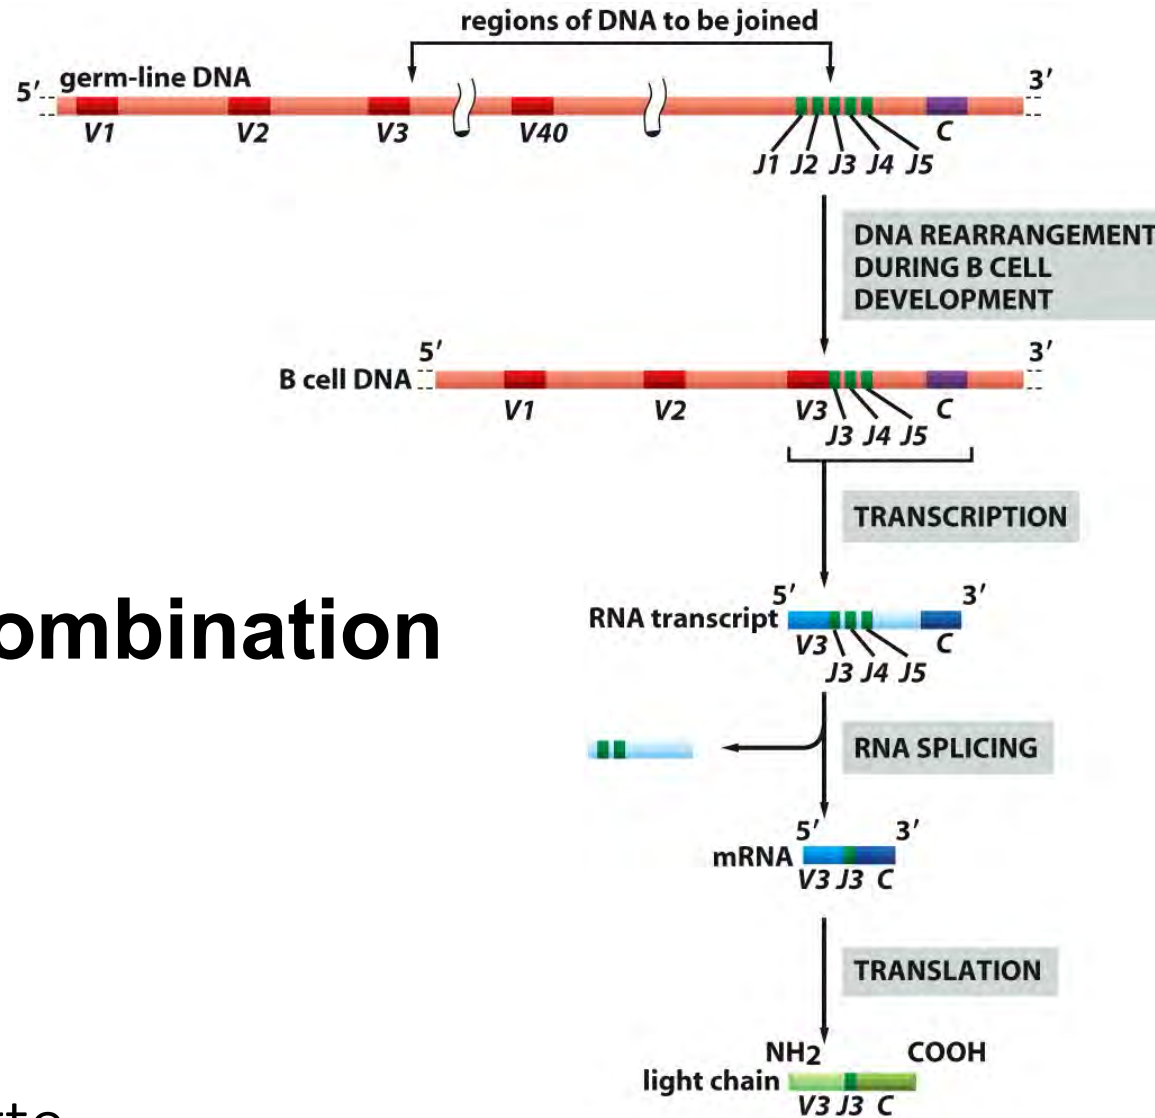 regions of DNA to be joined
germ-line DNA
5′ 3′
V1 V2 V3 V40 C
J1 J2 J3 J4 J5
DNA REARRANGEMENT
DURING B CELL
DEVELOPMENT
5′ 3′
B cell DNA
V1 V2 V3 C
J3 J4 J5
TRANSCRIPTION
5′ 3′
RNA transcript
V3 C
J3 J4 J5
ombination
RNA SPLICING
5′ 3′
mRNA
V3 J3 C
TRANSLATION
NH2 COOH
light chain
V3 J3 C